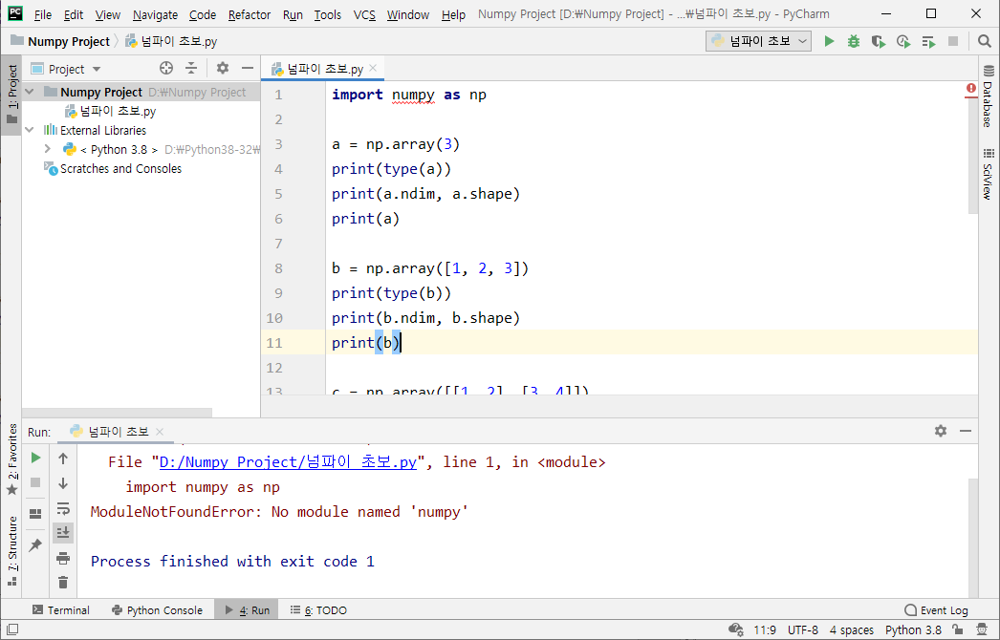 PC File Edit View Navigate Code Refactor Run Tools VCS Window Help Numpy Project [D:₩Numpy Project] - ...₩넘파이 초보.py - PyCharm
Numpy Project 넘파이 초보.py 넘파이 초보
1: Project
Project
Numpy Project D:₩Numpy Project
넘파이 초보.py
External Libraries
< Python 3.8 > D:₩Python38-32₩
Scratches and Consoles
넘파이 초보.py
1 import numpy as np
2
3 a = np.array(3)
4 print(type(a))
5 print(a.ndim, a.shape)
6 print(a)
7
8 b = np.array([1, 2, 3])
9 print(type(b))
10 print(b.ndim, b.shape)
11 print(b)
12
13 c = np.array([[1, 2], [3, 4]])
Database
SciView
2: Favorites
7: Structure
Run: 넘파이 초보
File "D:/Numpy Project/넘파이 초보.py", line 1, in <module>
import numpy as np
ModuleNotFoundError: No module named 'numpy'
Process finished with exit code 1
Terminal Python Console 4: Run 6: TODO Event Log
11:9 UTF-8 4 spaces Python 3.8